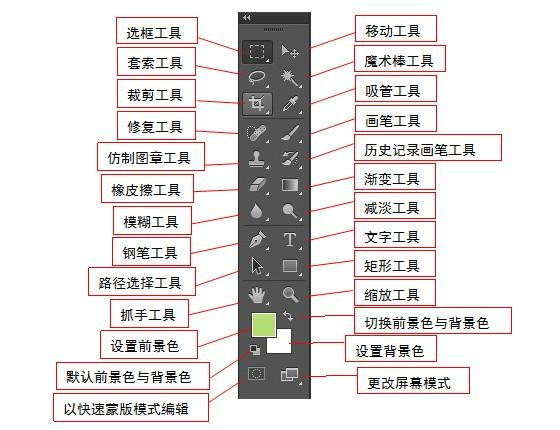 选框工具
移动工具
套索工具
魔术棒工具
裁剪工具
吸管工具
修复工具
画笔工具
仿制图章工具
历史记录画笔工具
橡皮擦工具
渐变工具
模糊工具
减淡工具
钢笔工具
文字工具
路径选择工具
矩形工具
抓手工具
缩放工具
设置前景色
切换前景色与背景色
默认前景色与背景色
设置背景色
以快速蒙版模式编辑
更改屏幕模式